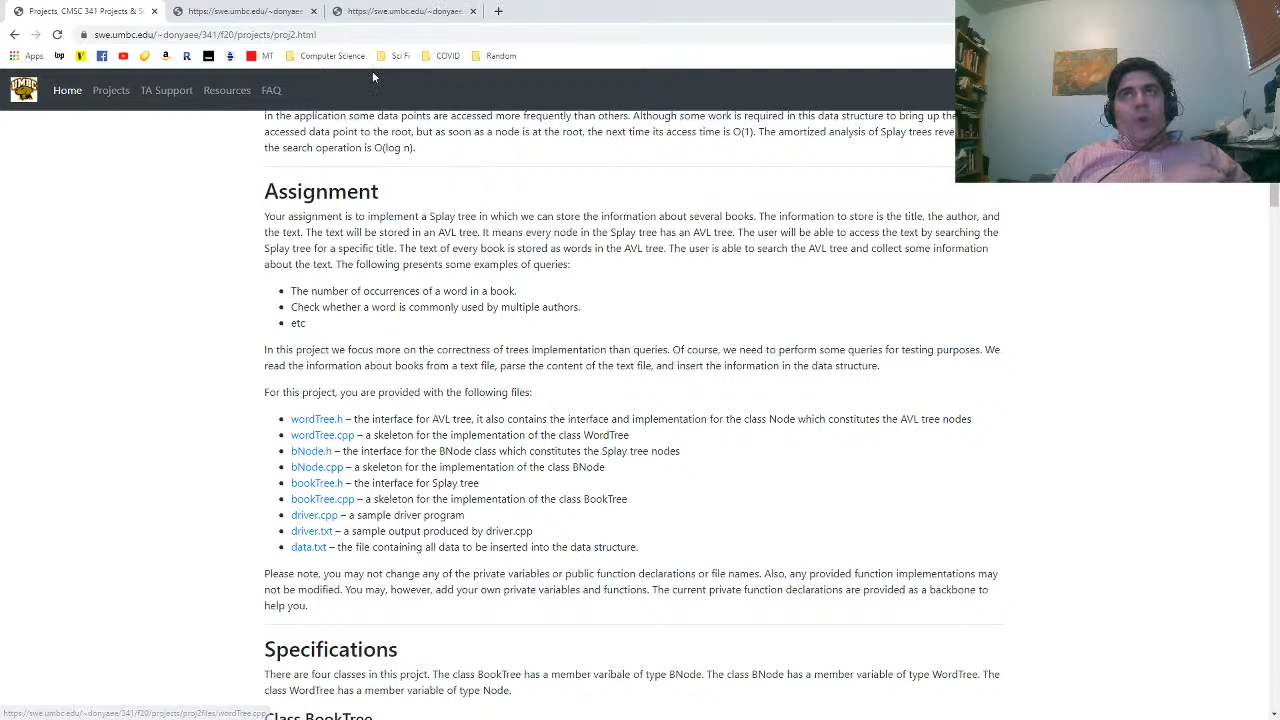 Projects, CMSC 341 Projects & Su
https://swe.umbc.edu/~donyaee/
https://swe.umbc.edu/~donyaee/
swe.umbc.edu/~donyaee/341/f20/projects/proj2.html
Apps
top
MT
Computer Science
Sci Fi
COVID
Random
UMBC
Home
Projects
TA Support
Resources
FAQ
in the application some data points are accessed more frequently than others. Although some work is required in this data structure to bring up the
accessed data point to the root, but as soon as a node is at the root, the next time its access time is O(1). The amortized analysis of Splay trees reve
the search operation is O(log n).
Assignment
Your assignment is to implement a Splay tree in which we can store the information about several books. The information to store is the title, the author, and
the text. The text will be stored in an AVL tree. It means every node in the Splay tree has an AVL tree. The user will be able to access the text by searching the
Splay tree for a specific title. The text of every book is stored as words in the AVL tree. The user is able to search the AVL tree and collect some information
about the text. The following presents some examples of queries:
• The number of occurrences of a word in a book.
• Check whether a word is commonly used by multiple authors.
• etc
In this project we focus more on the correctness of trees implementation than queries. Of course, we need to perform some queries for testing purposes. We
read the information about books from a text file, parse the content of the text file, and insert the information in the data structure.
For this project, you are provided with the following files:
• wordTree.h – the interface for AVL tree, it also contains the interface and implementation for the class Node which constitutes the AVL tree nodes
• wordTree.cpp – a skeleton for the implementation of the class WordTree
• bNode.h – the interface for the BNode class which constitutes the Splay tree nodes
• bNode.cpp – a skeleton for the implementation of the class BNode
• bookTree.h – the interface for Splay tree
• bookTree.cpp – a skeleton for the implementation of the class BookTree
• driver.cpp – a sample driver program
• driver.txt – a sample output produced by driver.cpp
• data.txt – the file containing all data to be inserted into the data structure.
Please note, you may not change any of the private variables or public function declarations or file names. Also, any provided function implementations may
not be modified. You may, however, add your own private variables and functions. The current private function declarations are provided as a backbone to
help you.
Specifications
There are four classes in this projct. The class BookTree has a member varibale of type BNode. The class BNode has a member variable of type WordTree. The
class WordTree has a member variable of type Node.
Class BookTree
https://swe.umbc.edu/~donyaee/341/f20/projects/proj2files/wordTree.cpp